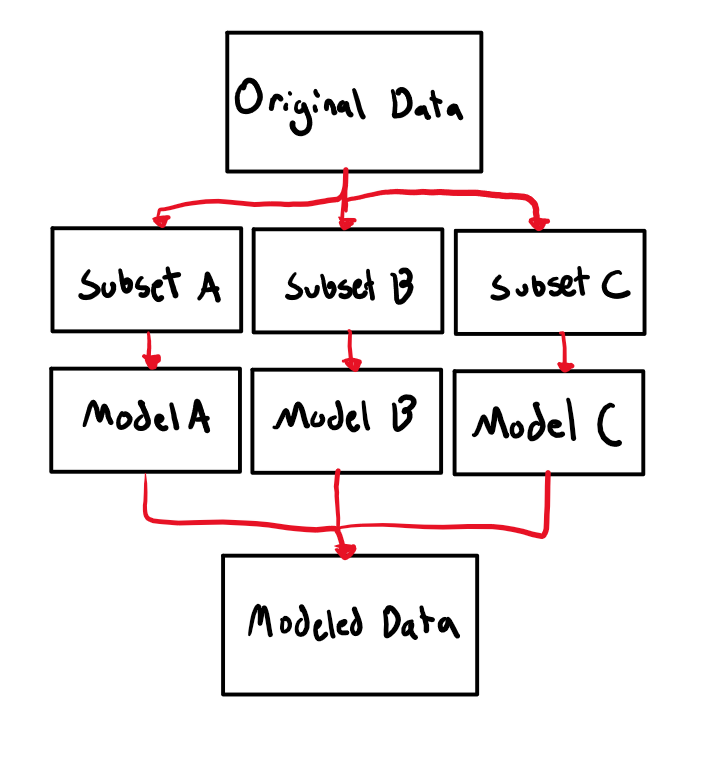 Original Data
Subset A
Subset B
Subset C
Model A
Model B
Model C
Modeled Data